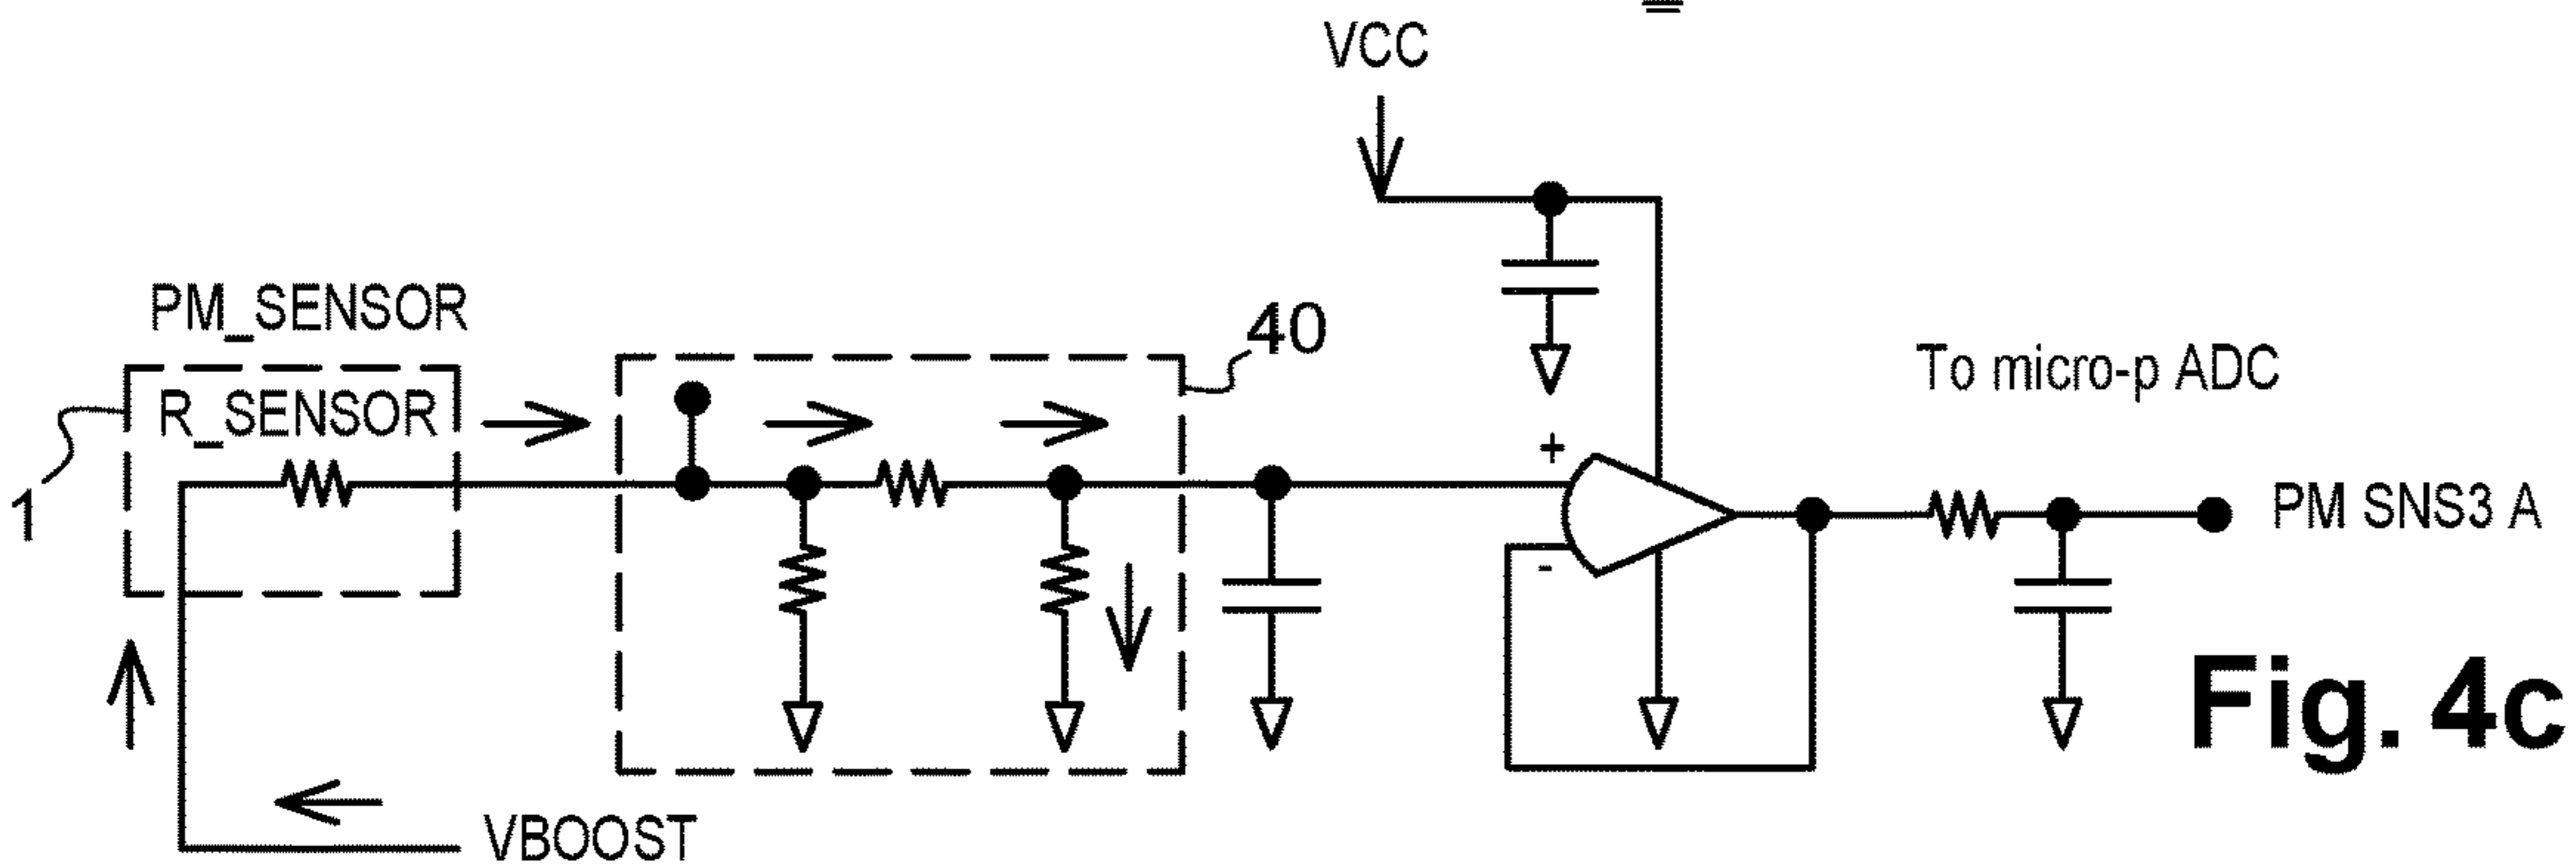 VCC
PM_SENSOR
R_SENSOR
1
40
+
-
To micro-p ADC
PM SNS3 A
VBOOST
Fig. 4c